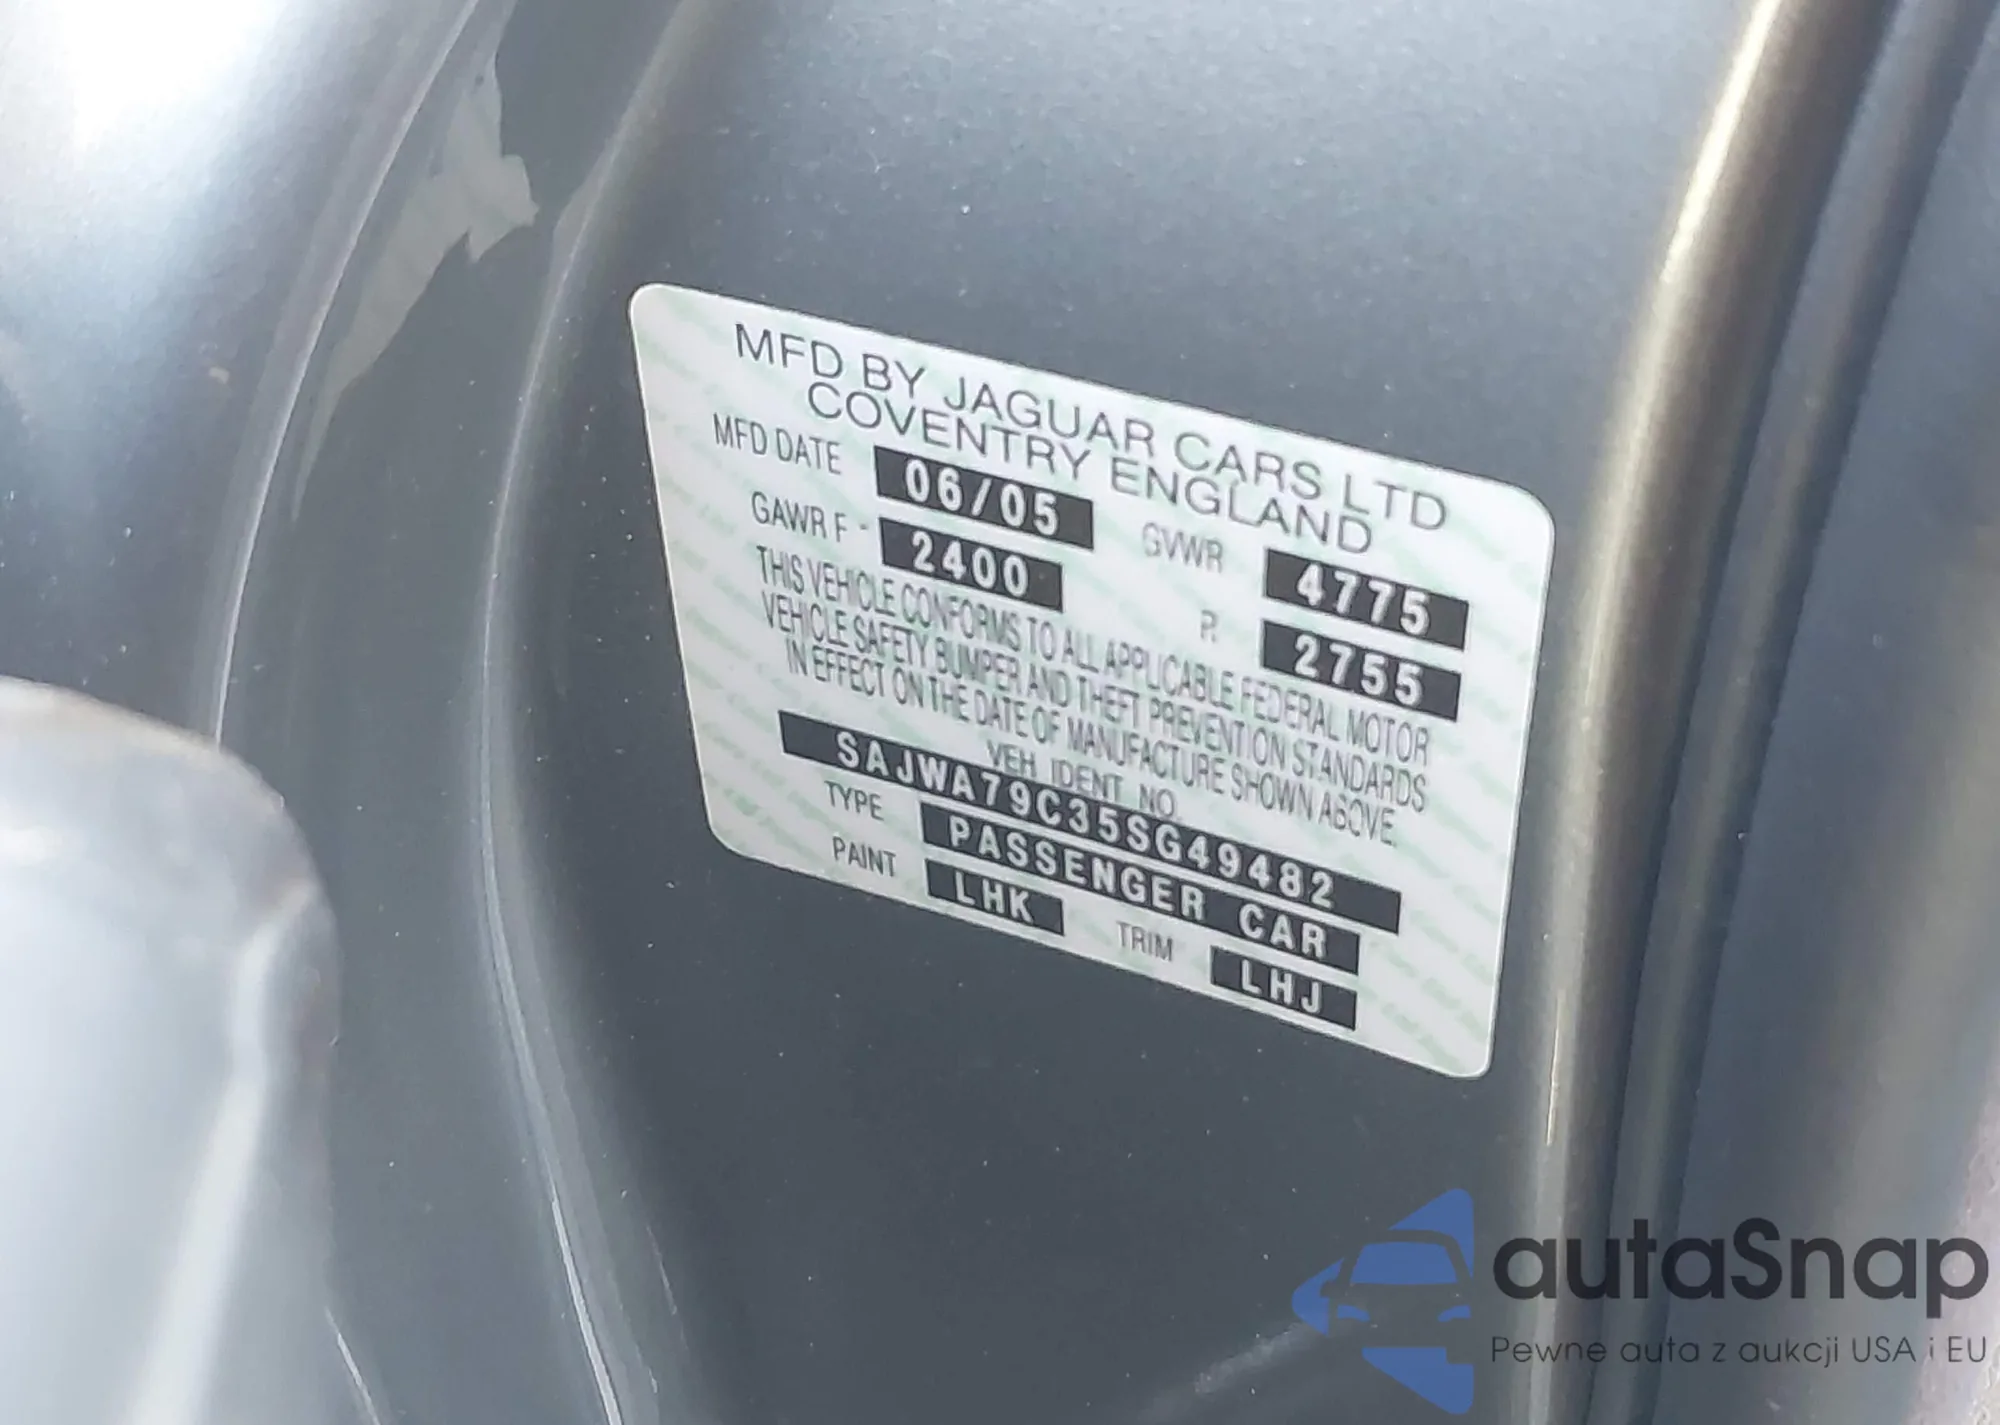 MFD BY JAGUAR CARS LTD
COVENTRY ENGLAND
MFD DATE 06/05 GVWR 4775
GAWR F - 2400 R. 2755
THIS VEHICLE CONFORMS TO ALL APPLICABLE FEDERAL MOTOR
VEHICLE SAFETY BUMPER AND THEFT PREVENTION STANDARDS
IN EFFECT ON THE DATE OF MANUFACTURE SHOWN ABOVE.
VEH IDENT NO.
SAJWA79C35SG49482
TYPE PASSENGER CAR
PAINT LHK TRIM LHJ
autaSnap
Pewne auta z aukcji USA i EU